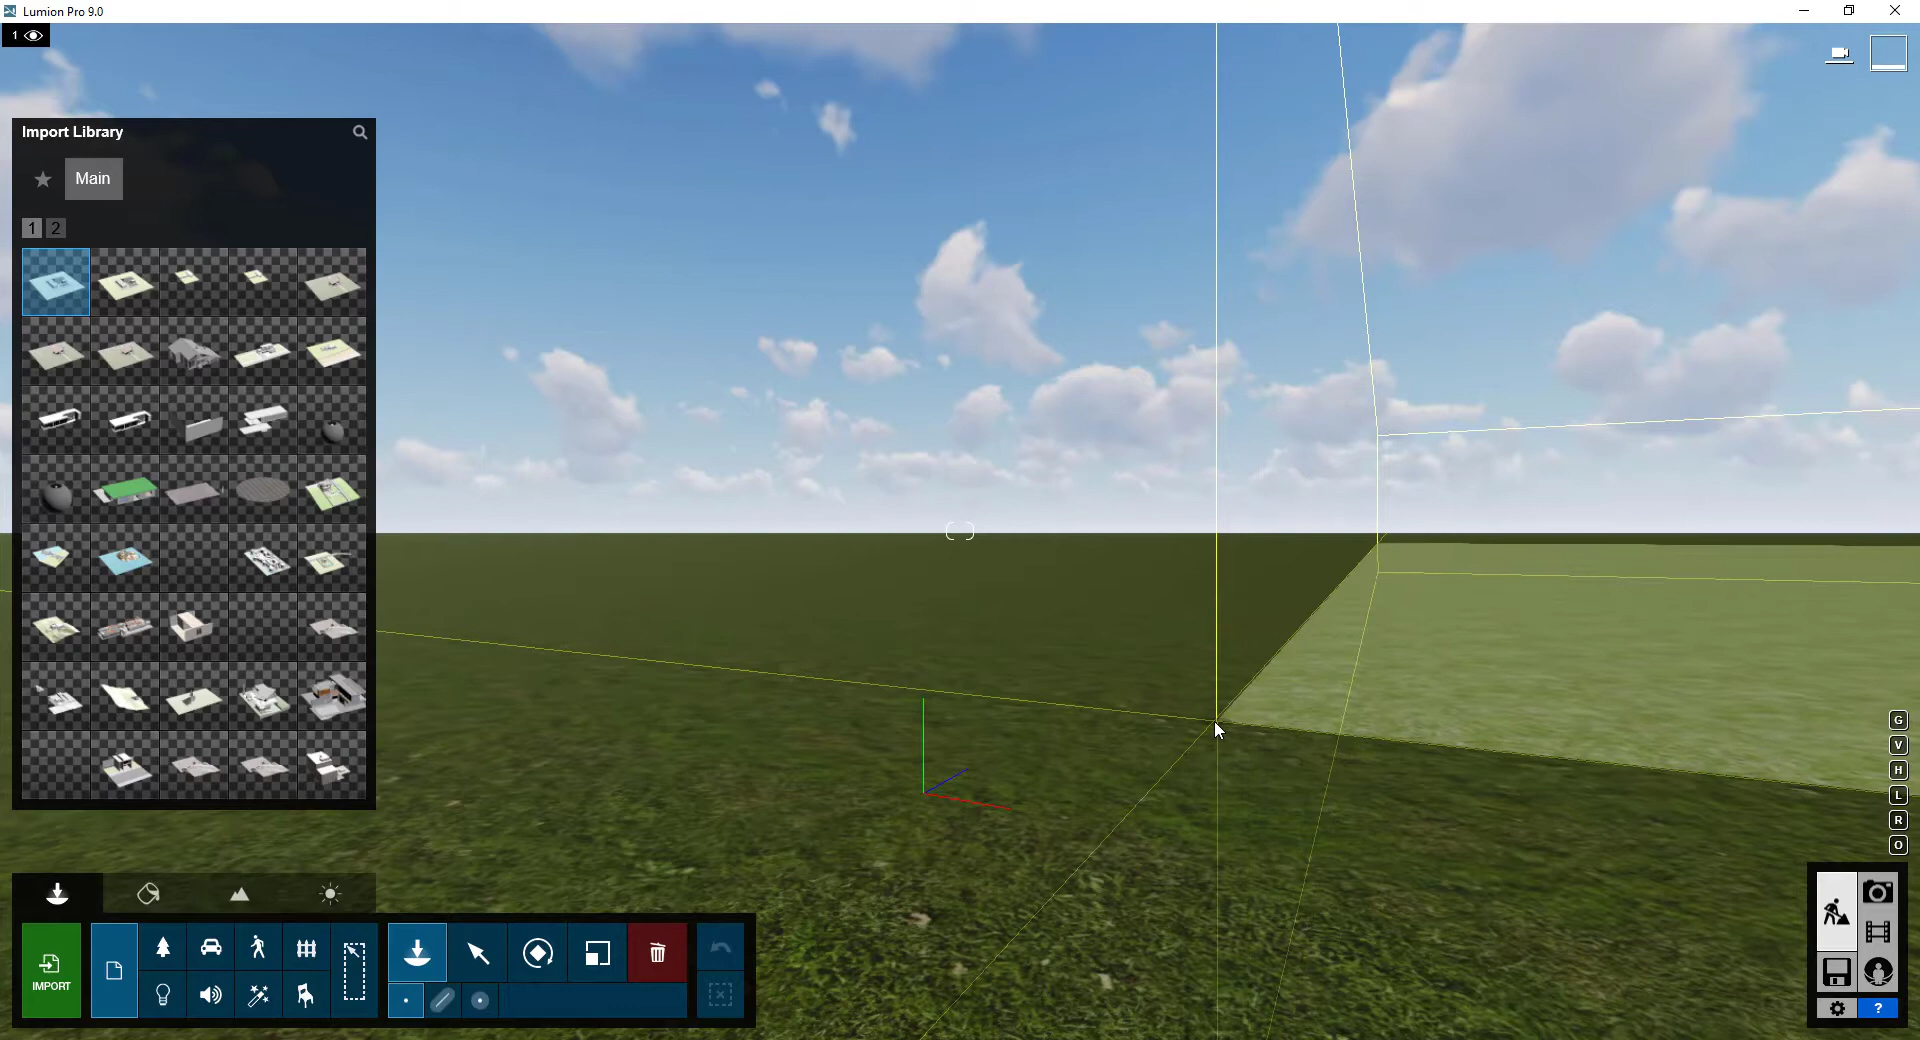 Lumion Pro 9.0
1
Import Library
Main
1 2
G
V
H
L
R
O
IMPORT
?